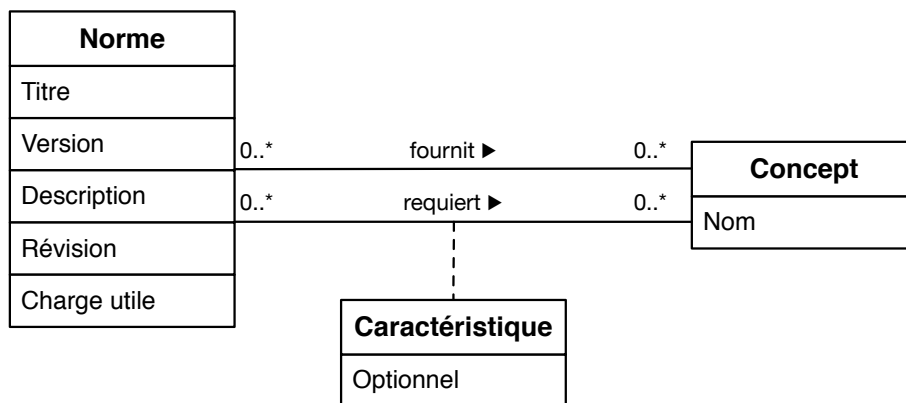 Norme
Titre
Version
Description
Révision
Charge utile
0..* fournit ▶ 0..*
0..* requiert ▶ 0..*
Concept
Nom
Caractéristique
Optionnel